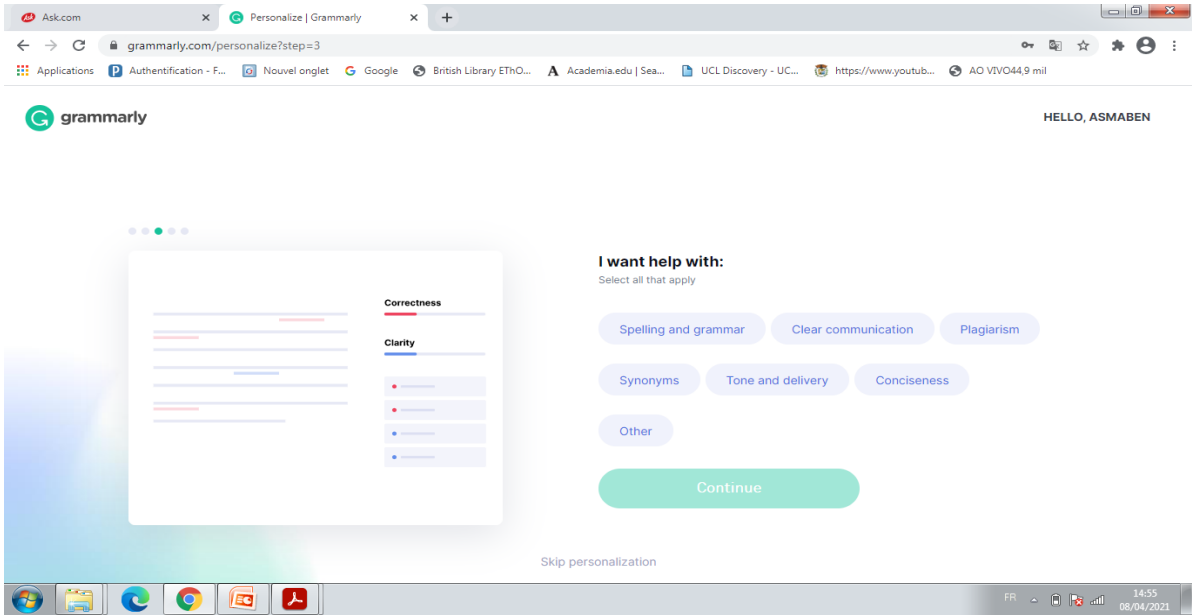 Ask.com
Personalize | Grammarly
grammarly.com/personalize?step=3
Applications
Authentification - F...
Nouvel onglet
Google
British Library EThO...
Academia.edu | Sea...
UCL Discovery - UC...
https://www.youtub...
AO VIVO44,9 mil
grammarly
HELLO, ASMABEN
I want help with:
Select all that apply
Correctness
Clarity
Spelling and grammar
Clear communication
Plagiarism
Synonyms
Tone and delivery
Conciseness
Other
Continue
Skip personalization
FR
14:55
08/04/2021